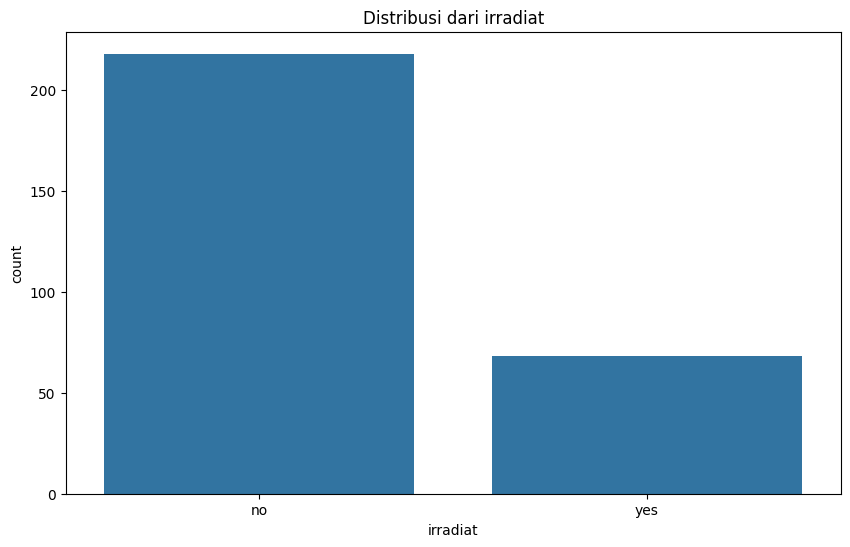 Distribusi dari irradiat
200
150
100
50
0
count
no
yes
irradiat